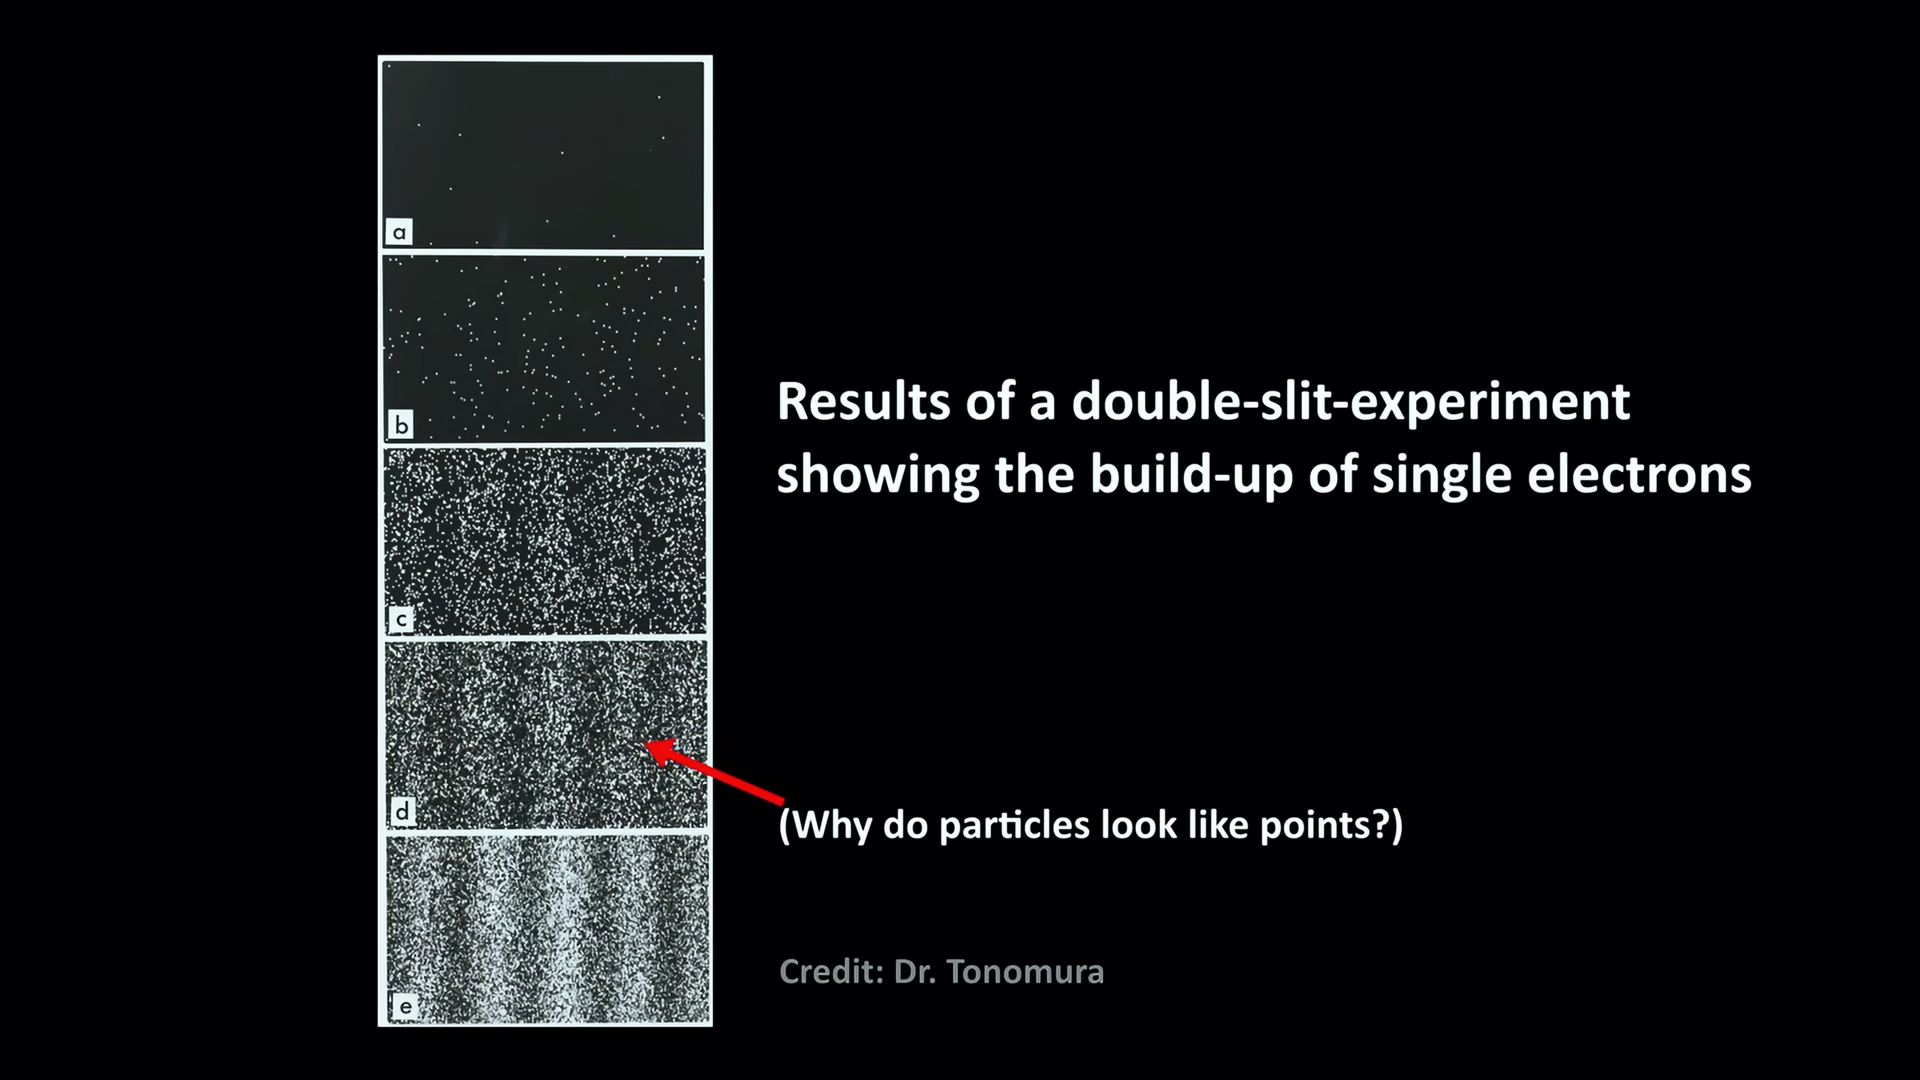 a
b
c
d
e
Results of a double-slit-experiment
showing the build-up of single electrons
(Why do particles look like points?)
Credit: Dr. Tonomura